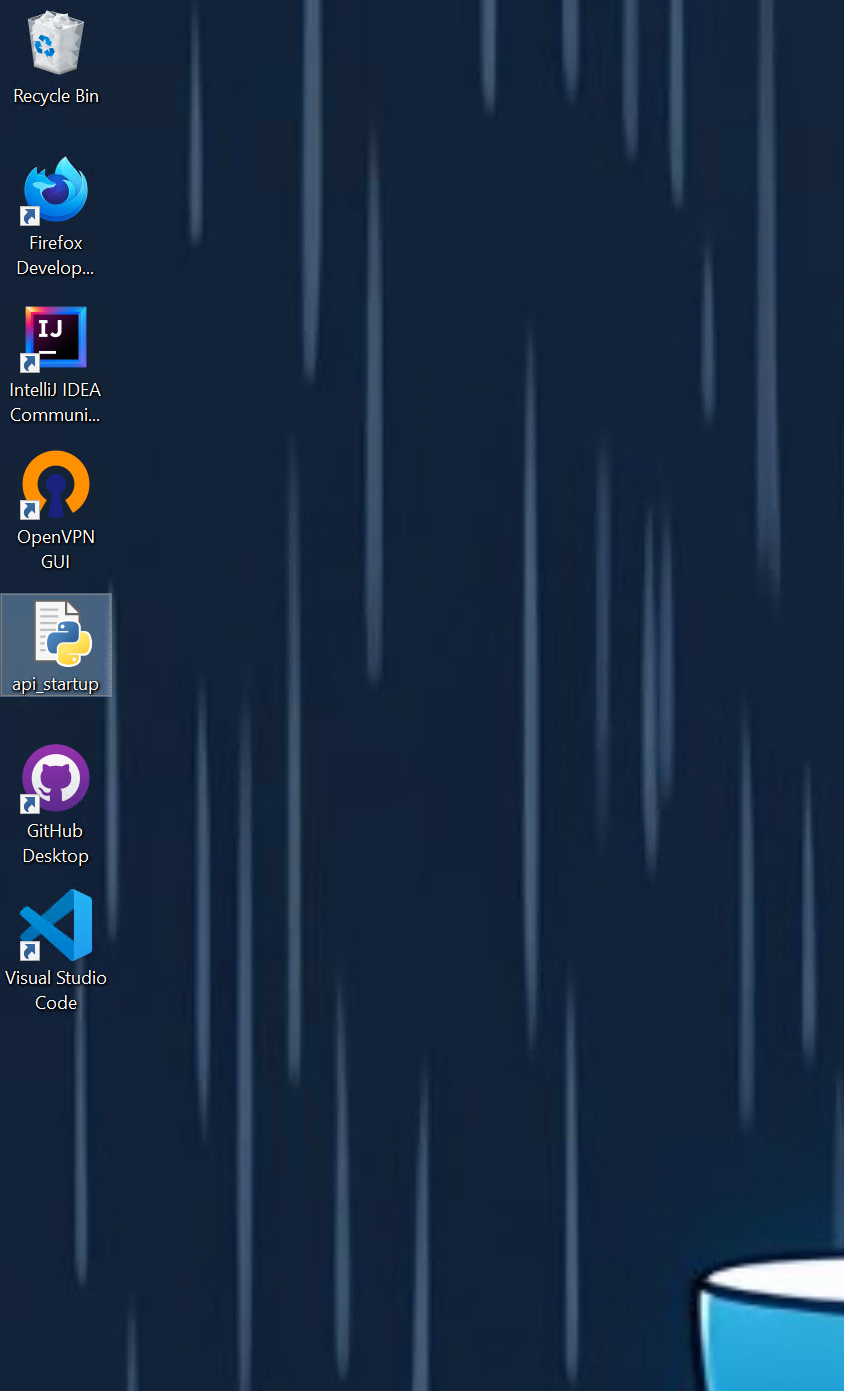 Recycle Bin
Firefox
Develop...
IJ
IntelliJ IDEA
Communi...
OpenVPN
GUI
api_startup
GitHub
Desktop
Visual Studio
Code